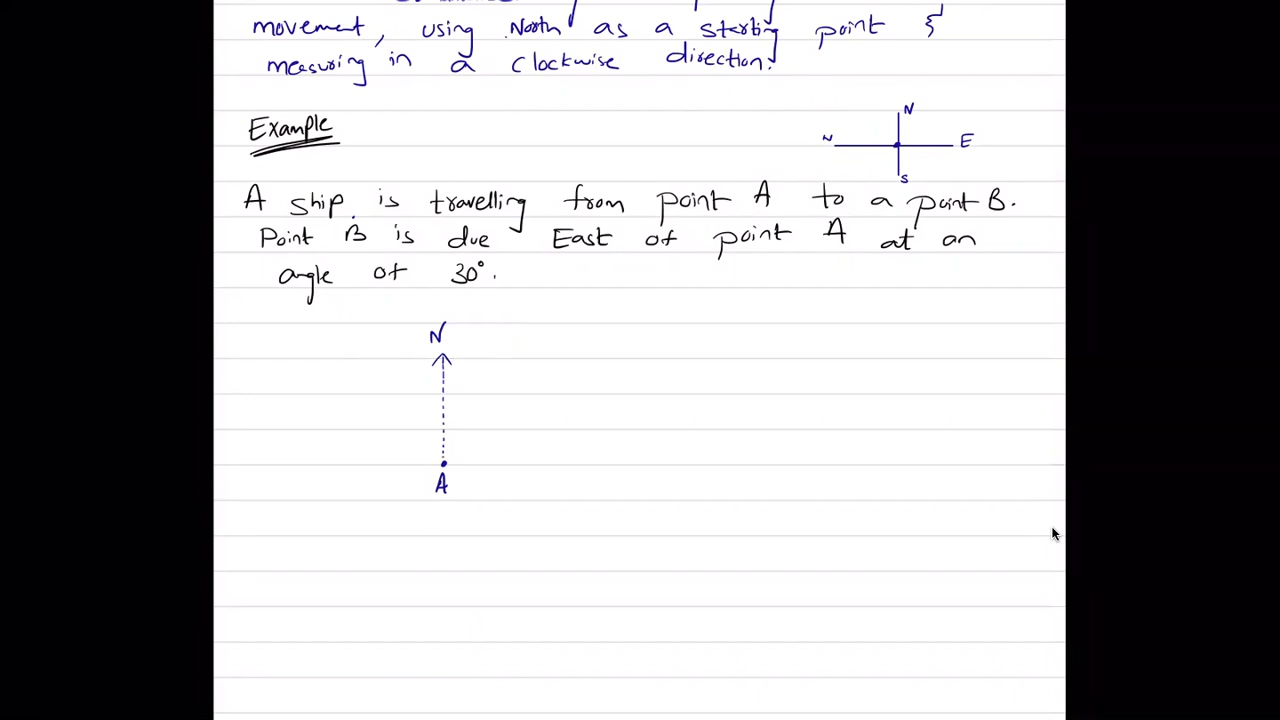 movement, using North as a starting point &
measuring in a clockwise direction.
Example
N
W E
S
A ship is travelling from point A to a point B.
Point B is due East of point A at an
angle of 30°.
N
A